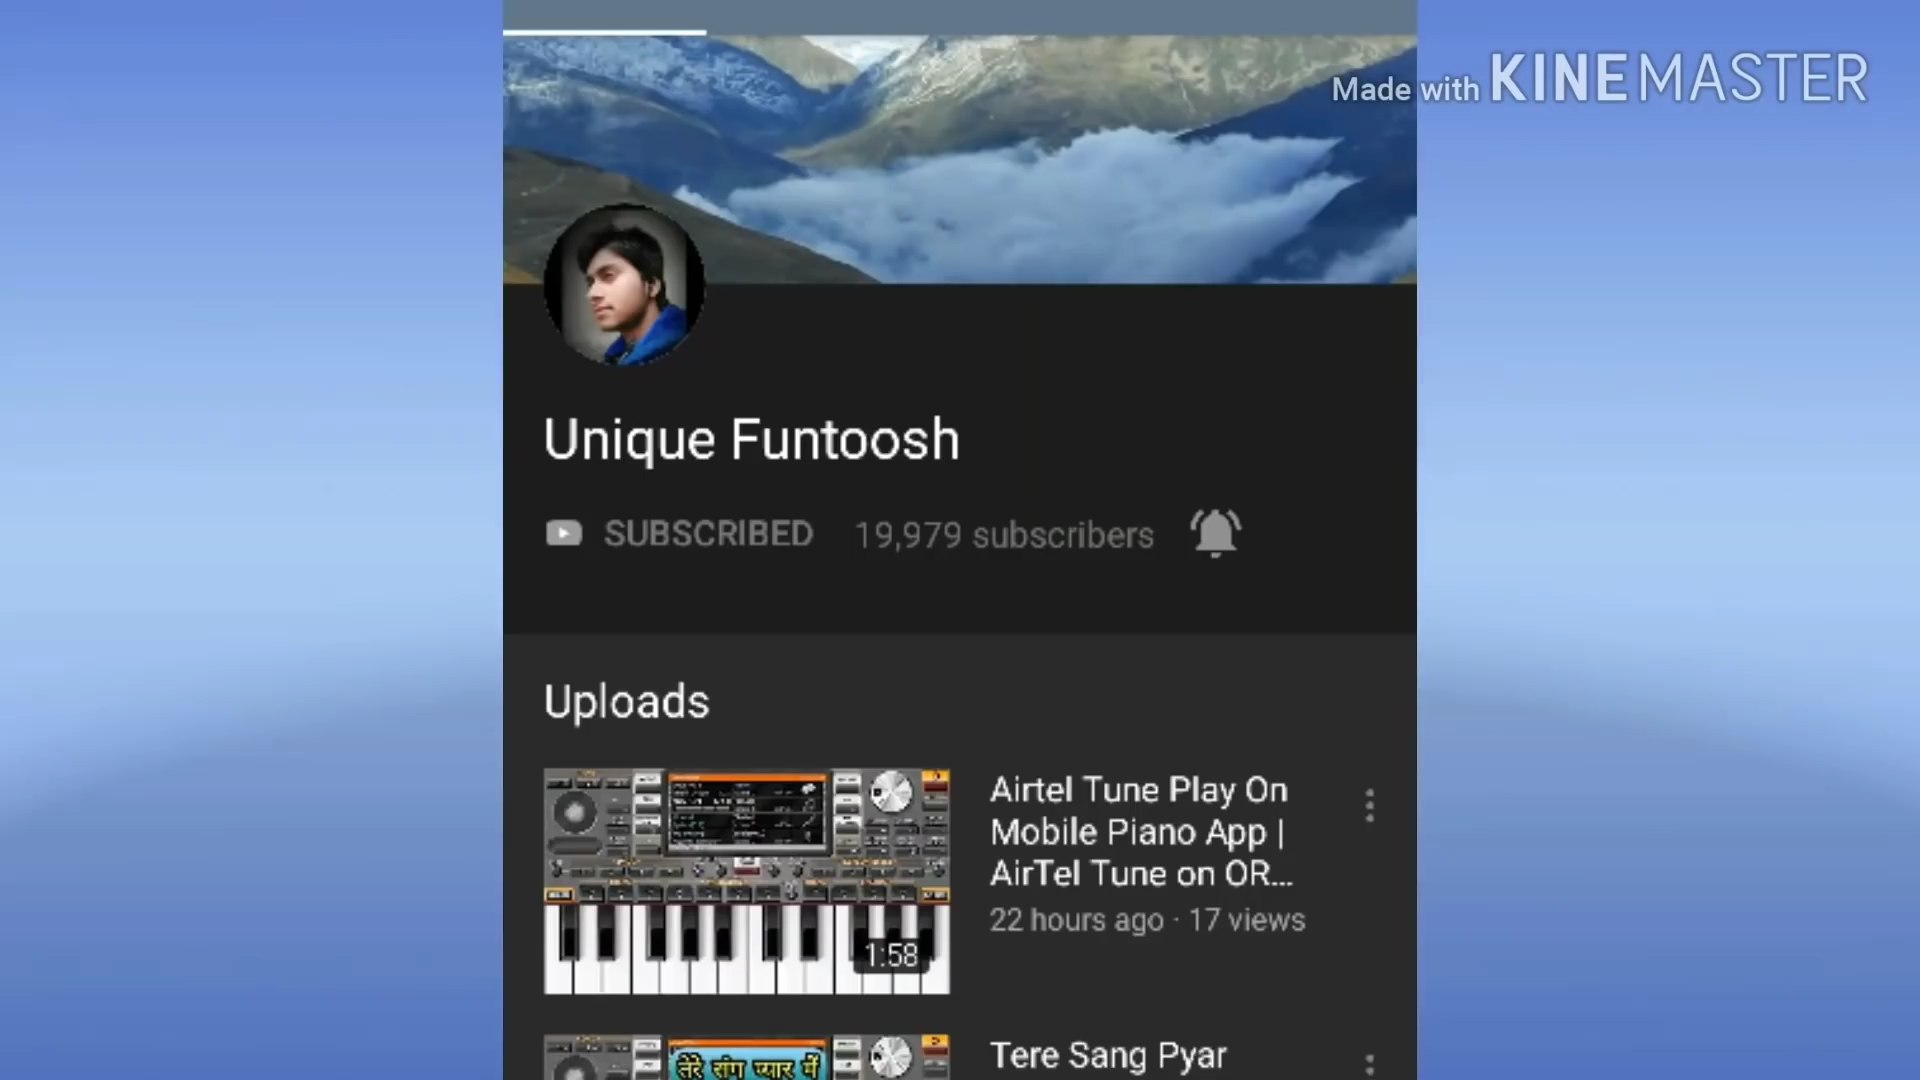 Made with KINEMASTER
Unique Funtoosh
SUBSCRIBED 19,979 subscribers
Uploads
Airtel Tune Play On
Mobile Piano App |
AirTel Tune on OR...
22 hours ago · 17 views
1:58
Tere Sang Pyar
तेरे संग प्यार में